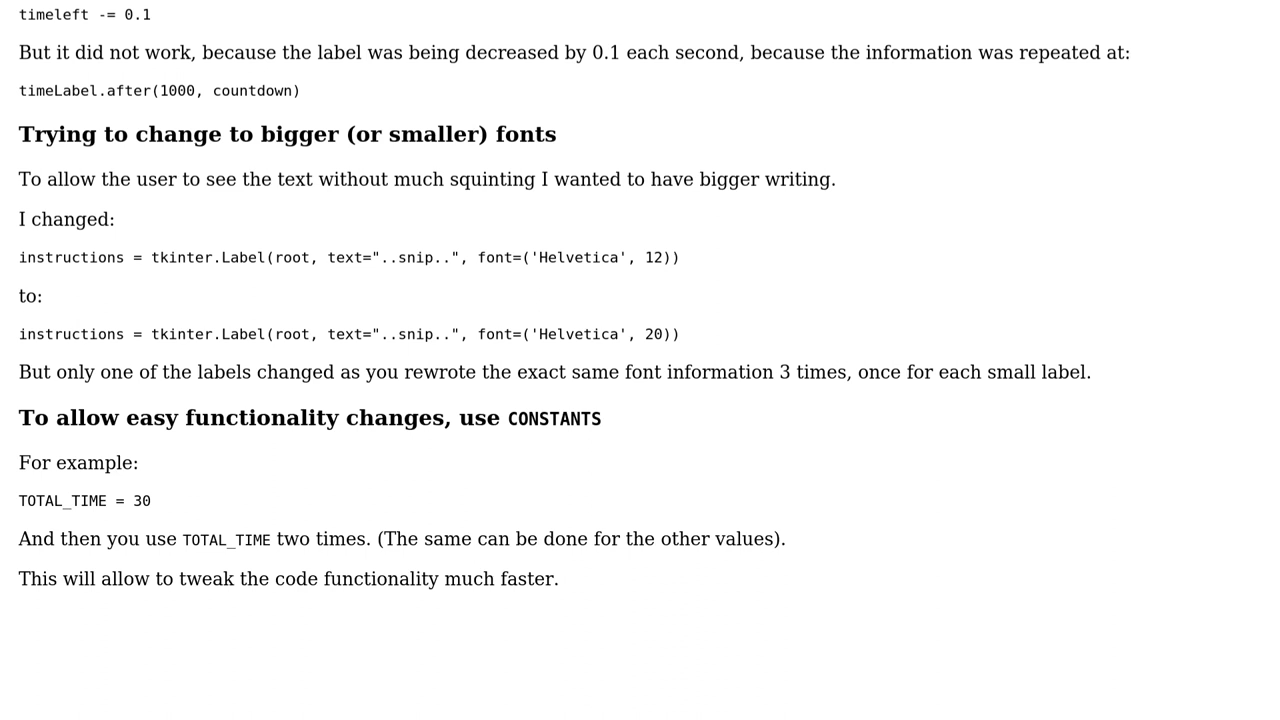 timeleft -= 0.1
But it did not work, because the label was being decreased by 0.1 each second, because the information was repeated at:
timeLabel.after(1000, countdown)
Trying to change to bigger (or smaller) fonts
To allow the user to see the text without much squinting I wanted to have bigger writing.
I changed:
instructions = tkinter.Label(root, text="..snip..", font=('Helvetica', 12))
to:
instructions = tkinter.Label(root, text="..snip..", font=('Helvetica', 20))
But only one of the labels changed as you rewrote the exact same font information 3 times, once for each small label.
To allow easy functionality changes, use CONSTANTS
For example:
TOTAL_TIME = 30
And then you use TOTAL_TIME two times. (The same can be done for the other values).
This will allow to tweak the code functionality much faster.